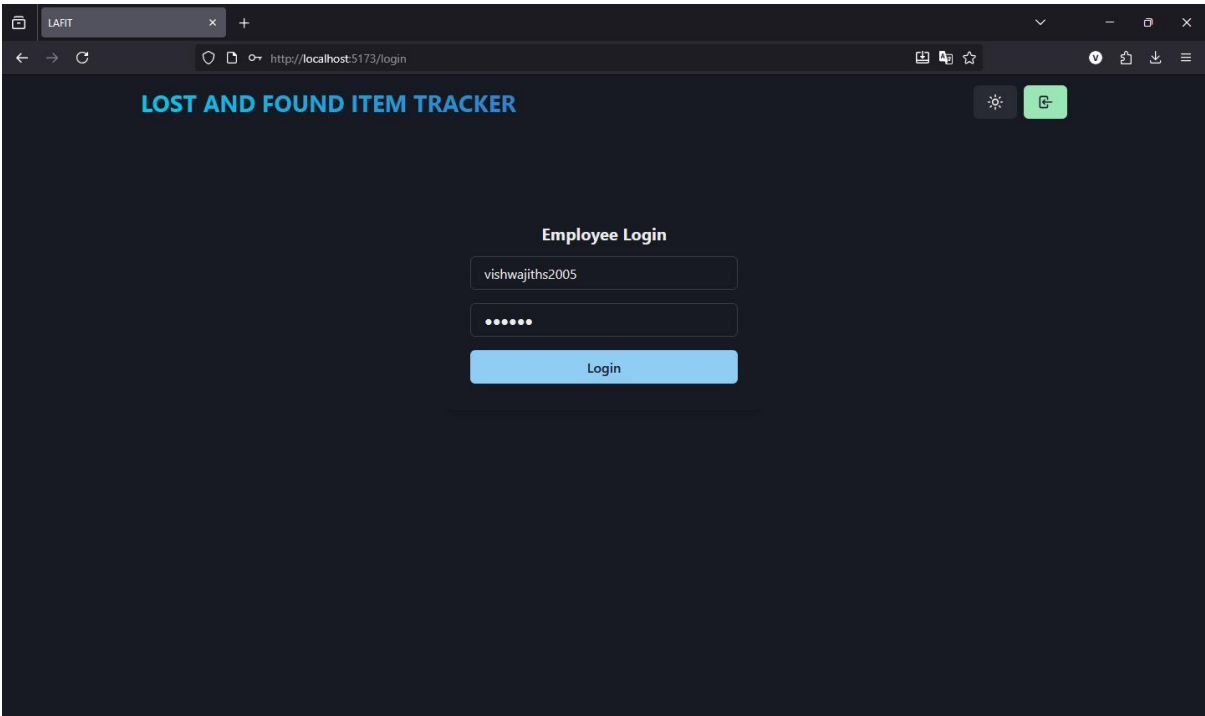 LAFIT
http://localhost:5173/login
V
LOST AND FOUND ITEM TRACKER
Employee Login
vishwajiths2005
●●●●●●
Login